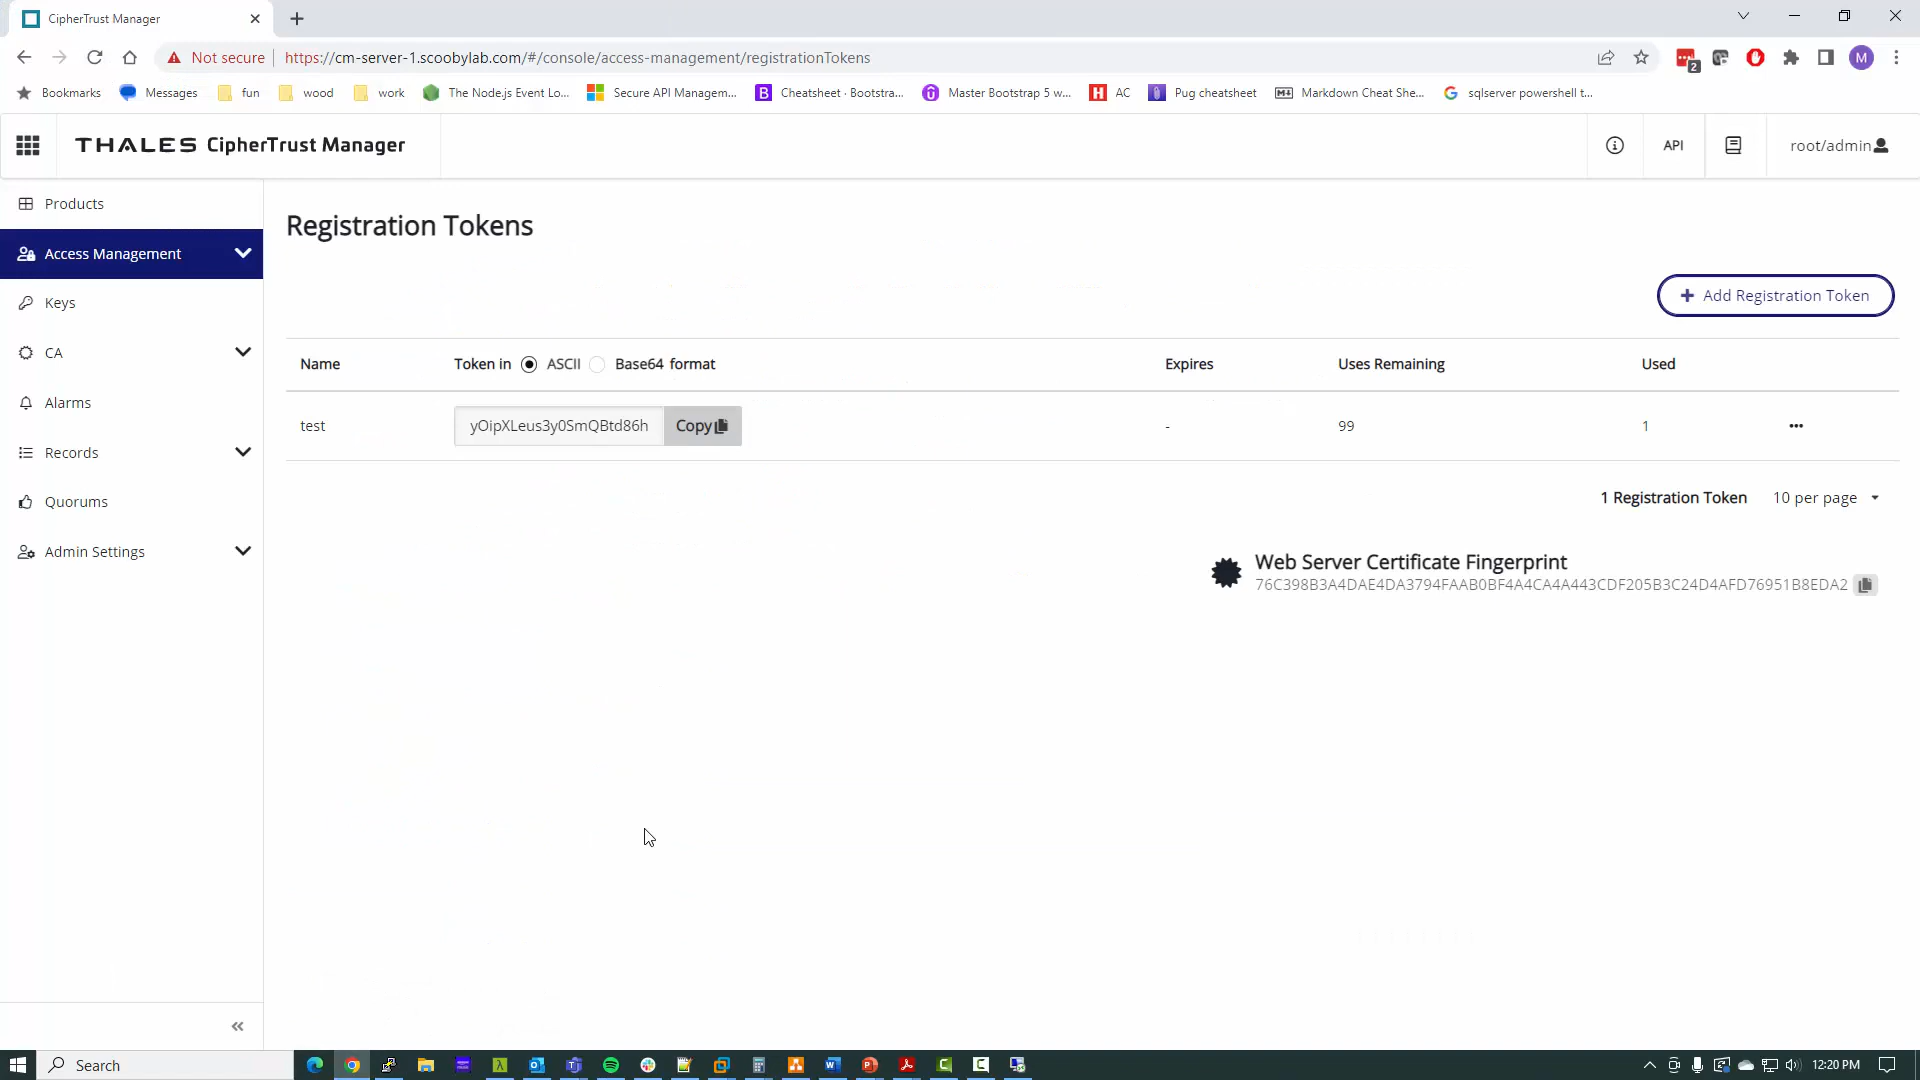 CipherTrust Manager
Not secure
https://cm-server-1.scoobylab.com/#/console/access-management/registrationTokens
2
M
Bookmarks
Messages
fun
wood
work
The Node.js Event Lo...
Secure API Managem...
B
Cheatsheet · Bootstra...
Master Bootstrap 5 w...
H
AC
Pug cheatsheet
Markdown Cheat She...
sqlserver powershell t...
THALES CipherTrust Manager
API
root/admin
Products
Access Management
Keys
CA
Alarms
Records
Quorums
Admin Settings
Registration Tokens
Add Registration Token
Name
Token in ASCII Base64 format
Expires
Uses Remaining
Used
test
yOipXLeus3y0SmQBtd86h
Copy
-
99
1
1 Registration Token
10 per page
Web Server Certificate Fingerprint
76C398B3A4DAE4DA3794FAAB0BF4A4CA4A443CDF205B3C24D4AFD76951B8EDA2
Search
12:20 PM